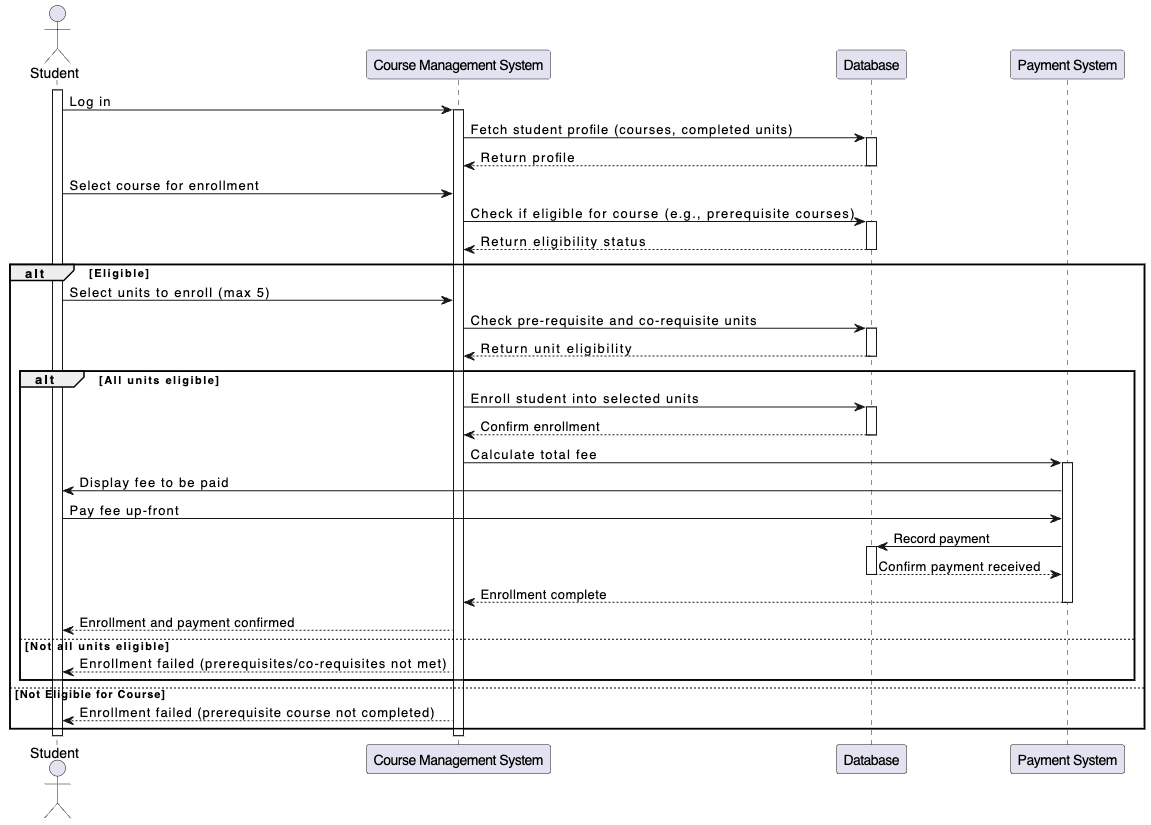 Student
Course Management System
Database
Payment System
Log in
Fetch student profile (courses, completed units)
Return profile
Select course for enrollment
Check if eligible for course (e.g., prerequisite courses)
Return eligibility status
alt [Eligible]
Select units to enroll (max 5)
Check pre-requisite and co-requisite units
Return unit eligibility
alt [All units eligible]
Enroll student into selected units
Confirm enrollment
Calculate total fee
Display fee to be paid
Pay fee up-front
Record payment
Confirm payment received
Enrollment complete
Enrollment and payment confirmed
[Not all units eligible]
Enrollment failed (prerequisites/co-requisites not met)
[Not Eligible for Course]
Enrollment failed (prerequisite course not completed)
Student
Course Management System
Database
Payment System